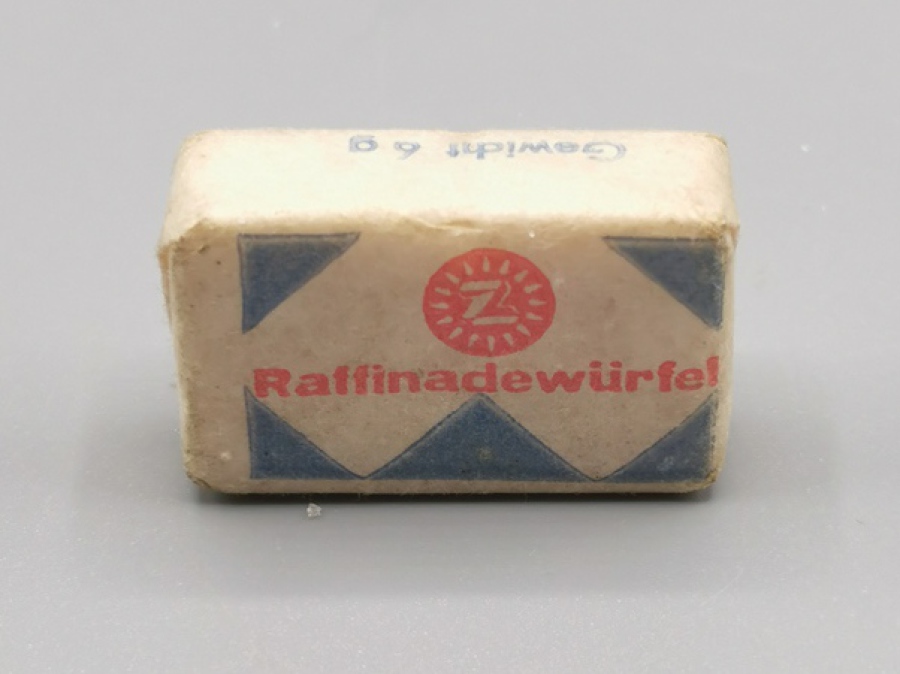 Gewicht 6 g
Z
Raffinadewürfel